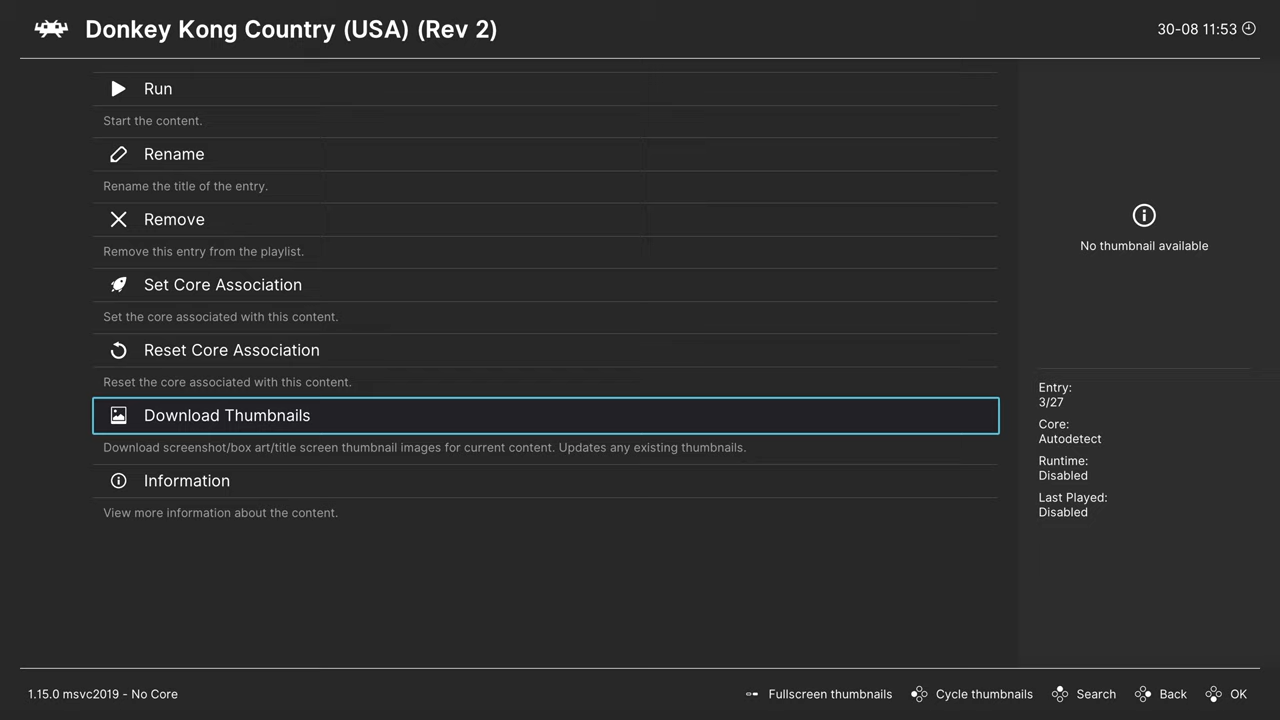 Donkey Kong Country (USA) (Rev 2)
30-08 11:53
Run
Start the content.
Rename
Rename the title of the entry.
Remove
Remove this entry from the playlist.
Set Core Association
Set the core associated with this content.
Reset Core Association
Reset the core associated with this content.
Download Thumbnails
Download screenshot/box art/title screen thumbnail images for current content. Updates any existing thumbnails.
Information
View more information about the content.
No thumbnail available
Entry:
3/27
Core:
Autodetect
Runtime:
Disabled
Last Played:
Disabled
1.15.0 msvc2019 - No Core
Fullscreen thumbnails
Cycle thumbnails
Search
Back
OK